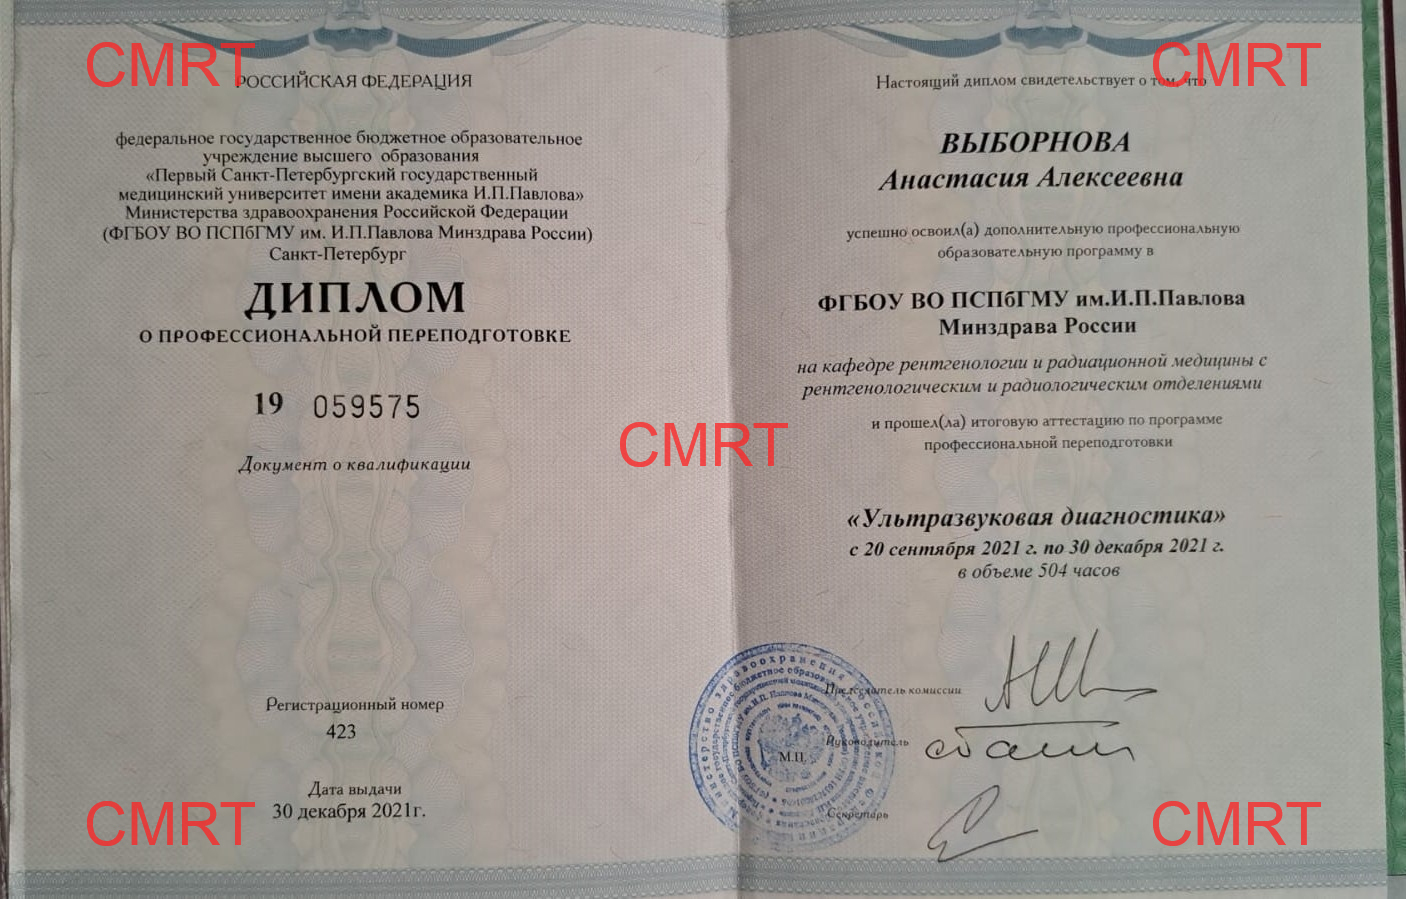 CMRT
CMRT
РОССИЙСКАЯ ФЕДЕРАЦИЯ
федеральное государственное бюджетное образовательное
учреждение высшего образования
«Первый Санкт-Петербургский государственный
медицинский университет имени академика И.П.Павлова»
Министерства здравоохранения Российской Федерации
(ФГБОУ ВО ПСПбГМУ им. И.П.Павлова Минздрава России)
Санкт-Петербург
ДИПЛОМ
О ПРОФЕССИОНАЛЬНОЙ ПЕРЕПОДГОТОВКЕ
19 059575
Документ о квалификации
Регистрационный номер
423
Дата выдачи
30 декабря 2021г.
CMRT
CMRT
Настоящий диплом свидетельствует о том, что
ВЫБОРНОВА
Анастасия Алексеевна
успешно освоил(а) дополнительную профессиональную
образовательную программу в
ФГБОУ ВО ПСПбГМУ им.И.П.Павлова
Минздрава России
на кафедре рентгенологии и радиационной медицины с
рентгенологическим и радиологическим отделениями
и прошел(ла) итоговую аттестацию по программе
профессиональной переподготовки
«Ультразвуковая диагностика»
с 20 сентября 2021 г. по 30 декабря 2021 г.
в объеме 504 часов
Председатель комиссии
Руководитель
М.П.
Секретарь
CMRT